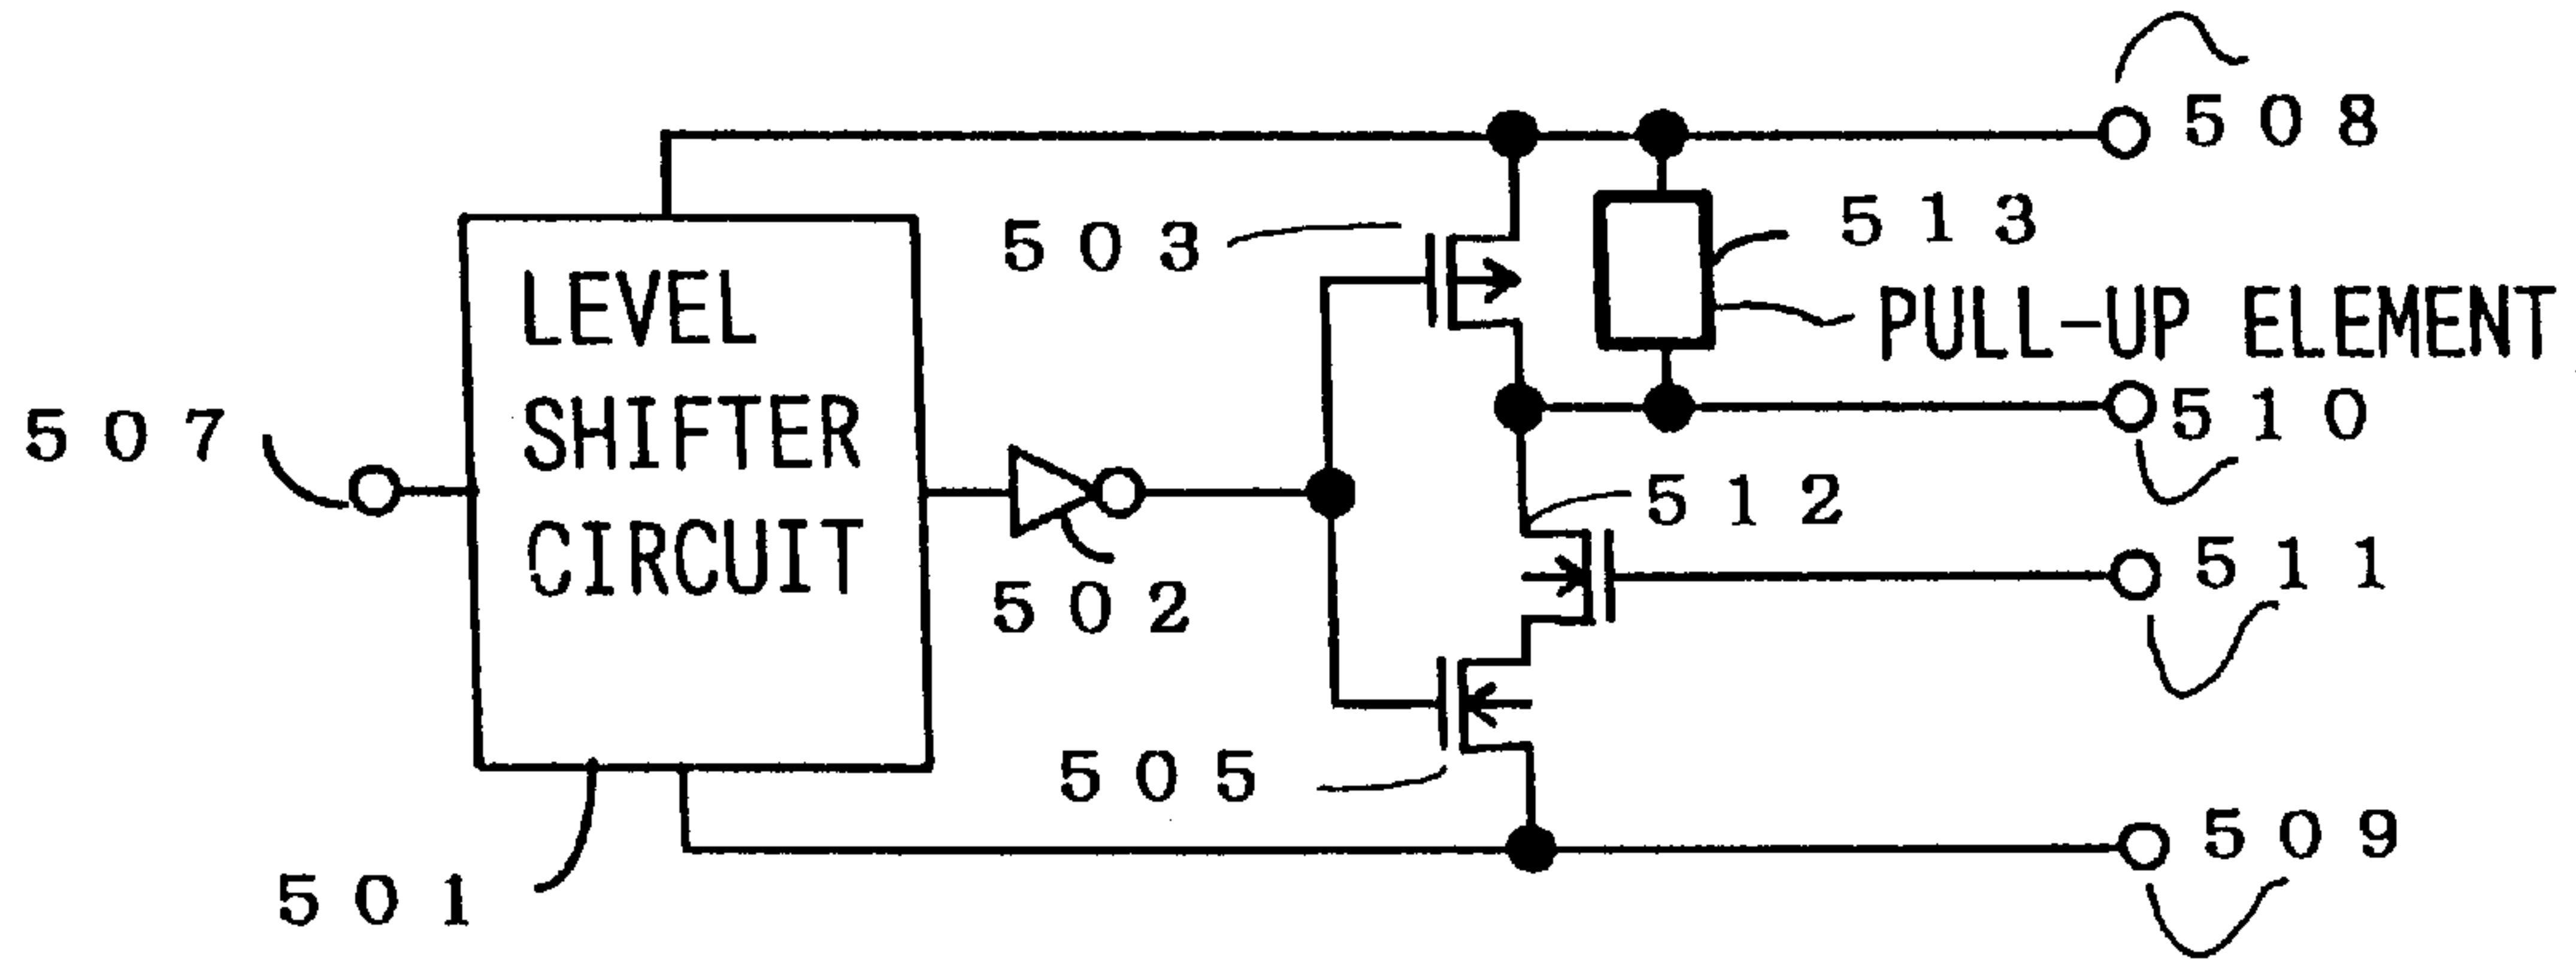 508
503
513
LEVEL
SHIFTER
CIRCUIT
PULL-UP ELEMENT
507
510
512
511
502
505
509
501